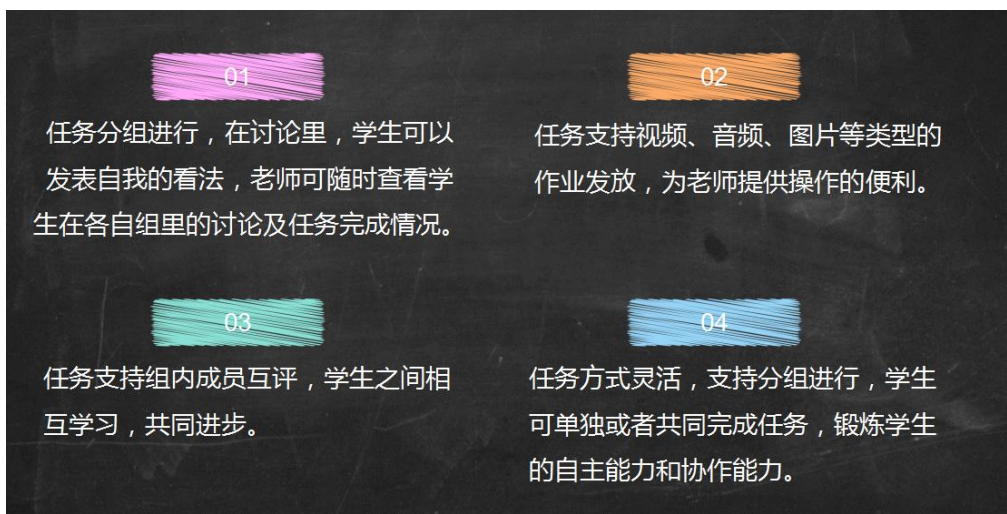 01
任务分组进行，在讨论里，学生可以
发表自我的看法，老师可随时查看学
生在各自组里的讨论及任务完成情况。
02
任务支持视频、音频、图片等类型的
作业发放，为老师提供操作的便利。
03
任务支持组内成员互评，学生之间相
互学习，共同进步。
04
任务方式灵活，支持分组进行，学生
可单独或者共同完成任务，锻炼学生
的自主能力和协作能力。